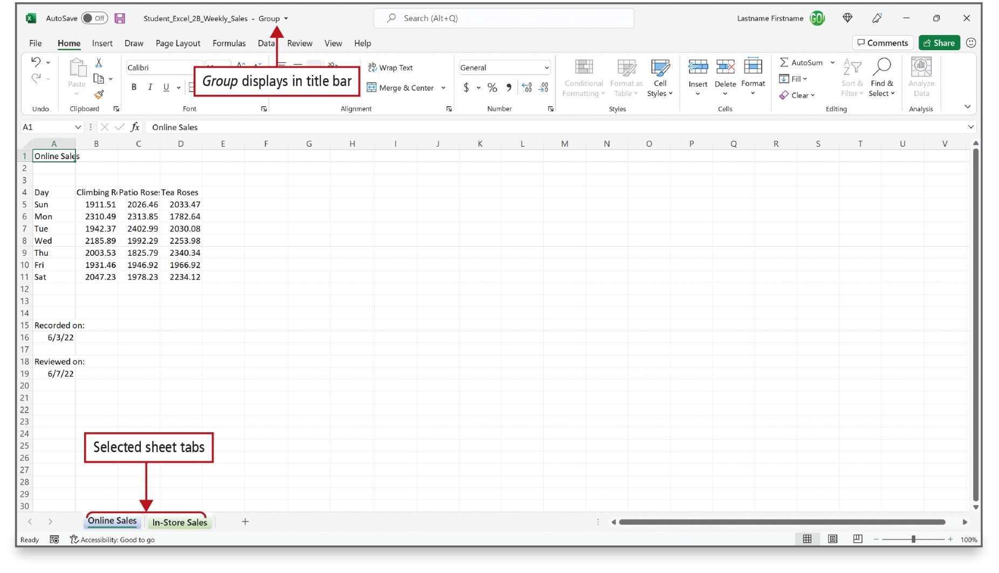 AutoSave Off Student_Excel_2B_Weekly_Sales - Group Search (Alt+Q) Lastname Firstname GO
File Home Insert Draw Page Layout Formulas Data Review View Help Comments Share
Calibri Wrap Text General AutoSum
Group displays in title bar
Paste B I U Merge & Center $ % 9 Conditional Formatting Format as Table Cell Styles Insert Delete Format Fill Clear Sort & Filter Find & Select Analyze Data
Undo Clipboard Font Alignment Number Styles Cells Editing Analysis
A1 fx Online Sales
A B C D E F G H I J K L M N O P Q R S T U V
1 Online Sales
2
3
4 Day Climbing R Patio Rose Tea Roses
5 Sun 1911.51 2026.46 2033.47
6 Mon 2310.49 2313.85 1782.64
7 Tue 1942.37 2402.99 2030.08
8 Wed 2185.89 1992.29 2253.98
9 Thu 2003.53 1825.79 2340.34
10 Fri 1931.46 1946.92 1966.92
11 Sat 2047.23 1978.23 2234.12
12
13
14
15 Recorded on:
16 6/3/22
17
18 Reviewed on:
19 6/7/22
20
21
22
23
24
25 Selected sheet tabs
26
27
28
29
30
Online Sales In-Store Sales +
Ready Accessibility: Good to go 100%